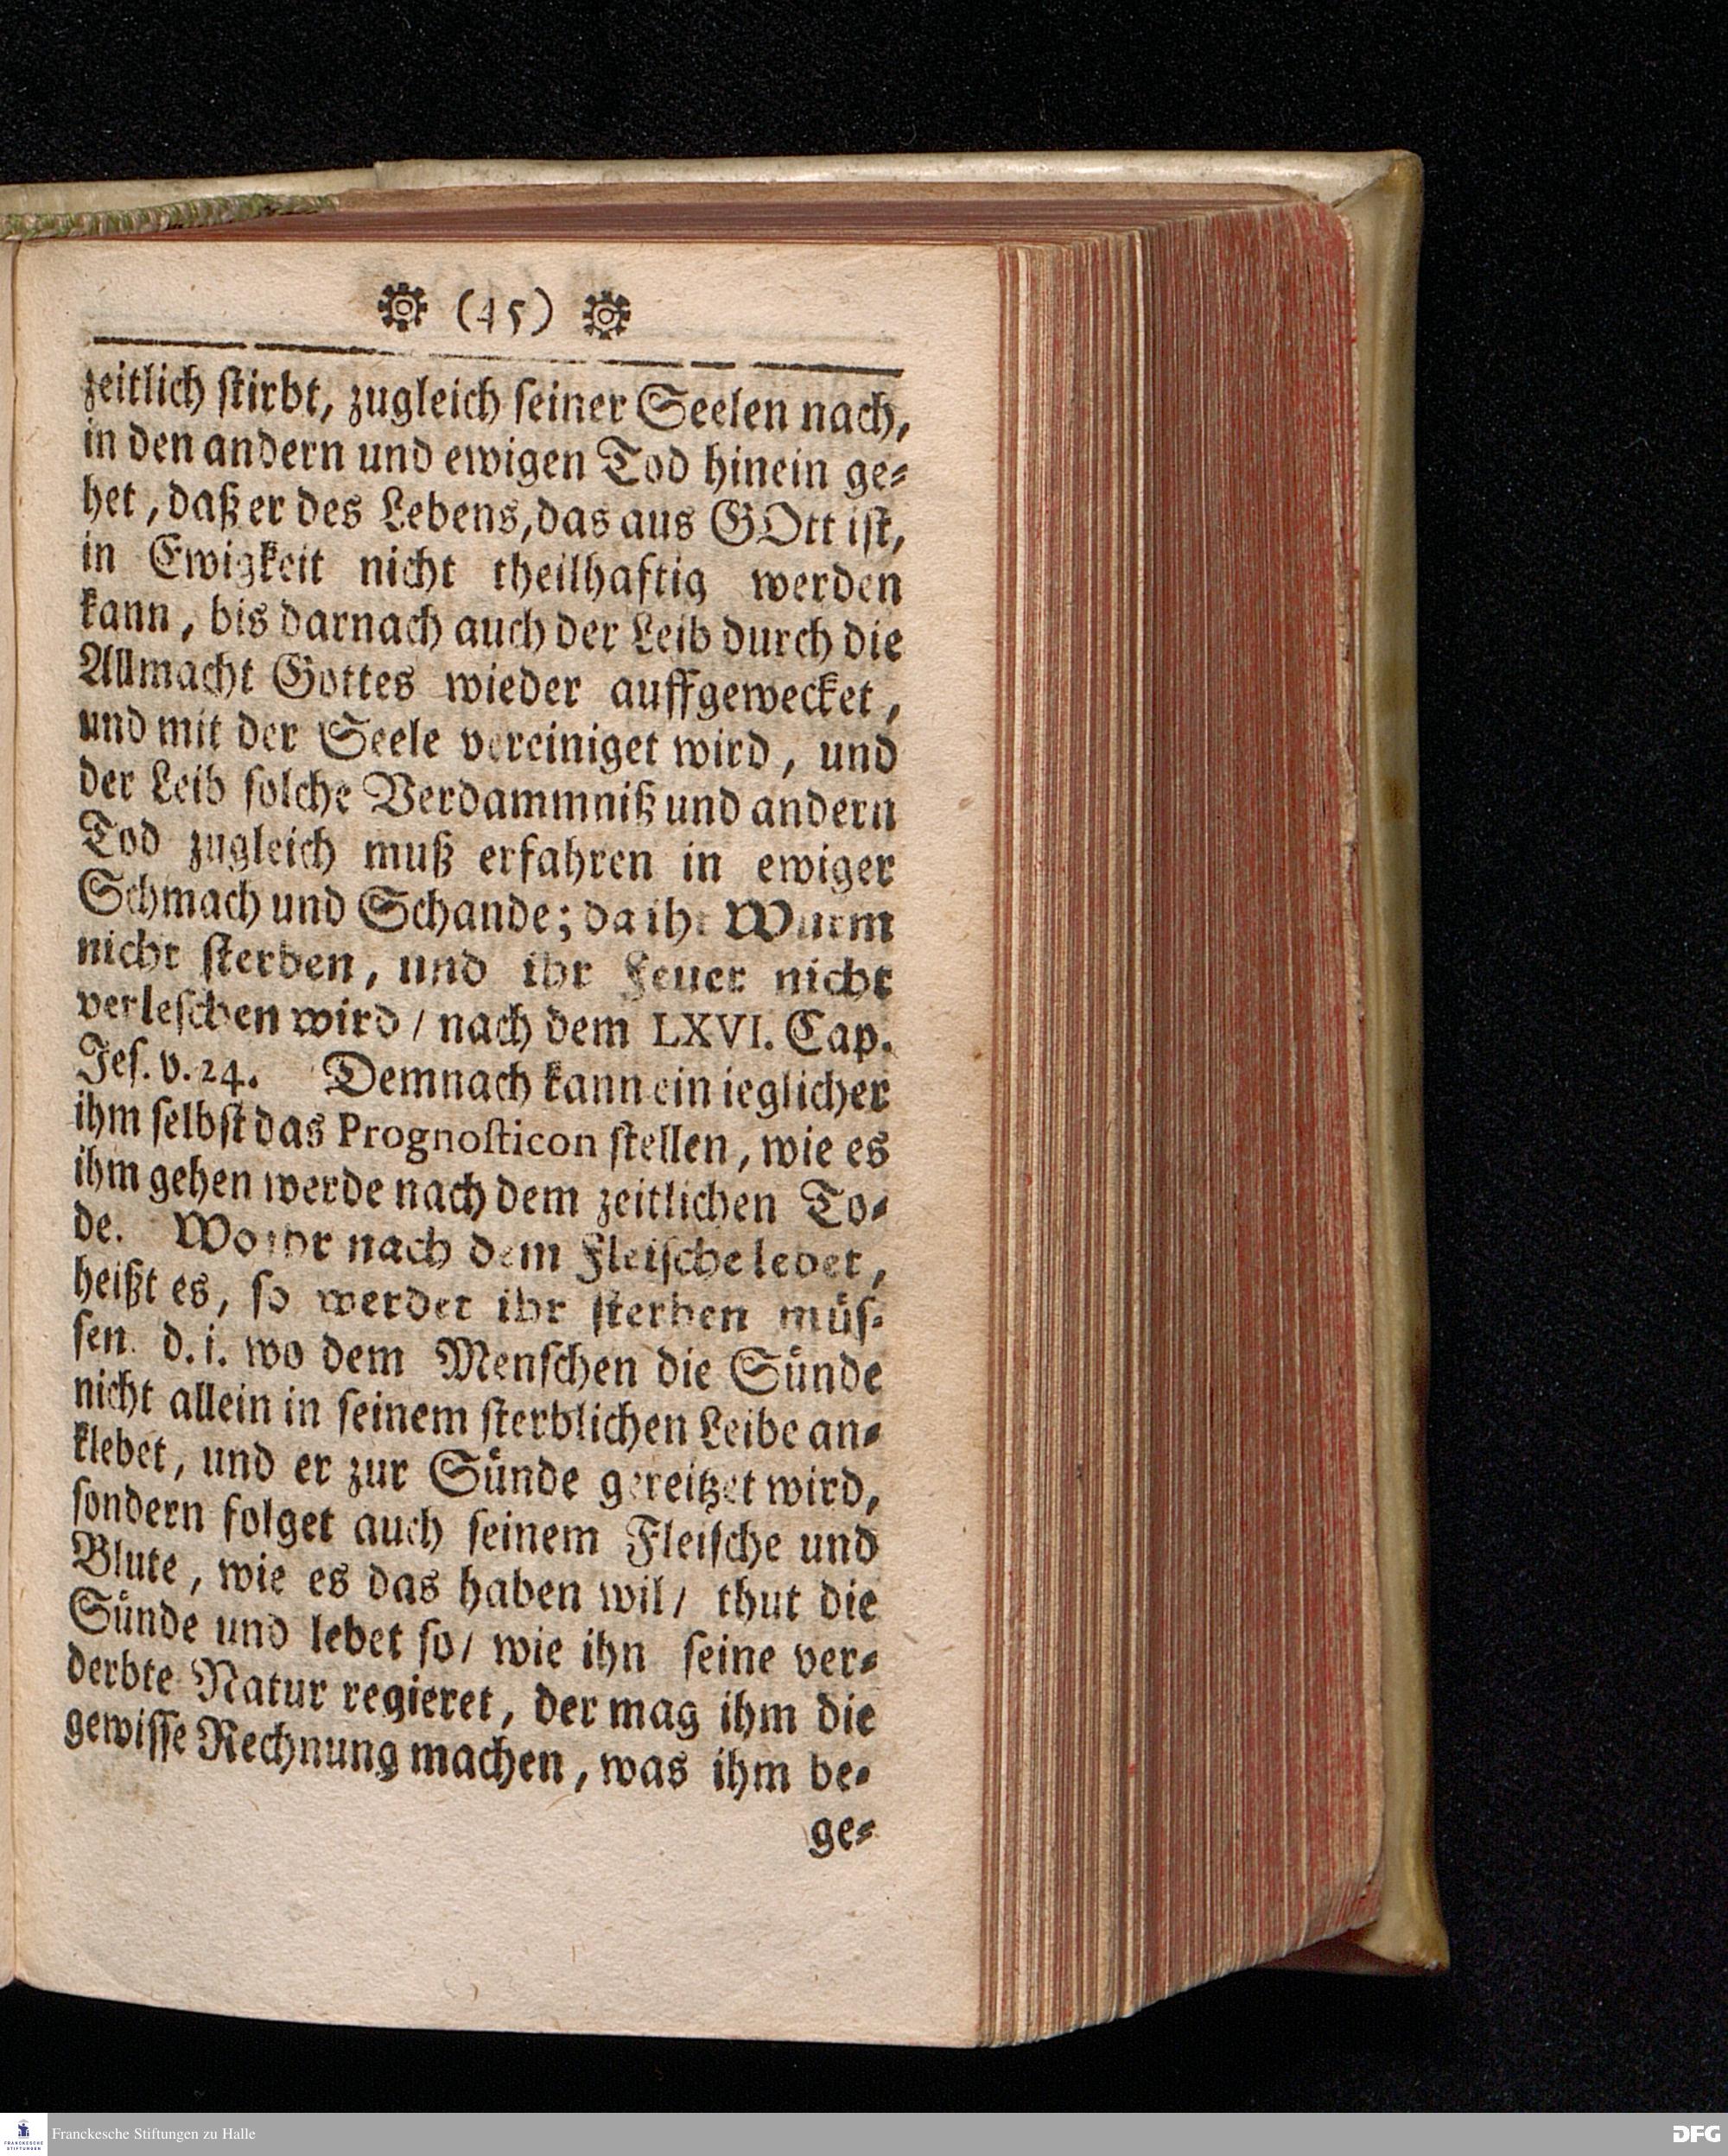 (45)
zeitlich stirbt, zugleich seiner Seelen nach,
in den andern und ewigen Tod hinein ge-
het, daß er des Lebens, das aus GOtt ist,
in Ewigkeit nicht theilhaftig werden
kann, bis darnach auch der Leib durch die
Allmacht Gottes wieder auffgewecket,
und mit der Seele vereiniget wird, und
der Leib solche Verdammniß und andern
Tod zugleich muß erfahren in ewiger
Schmach und Schande; da ihr Wurm
nicht sterben, und ihr Feuer nicht
verleschen wird / nach dem LXVI. Cap.
Jes. v. 24. Demnach kann ein ieglicher
ihm selbst das Prognosticon stellen, wie es
ihm gehen werde nach dem zeitlichen To-
de. Wo ihr nach dem Fleische lebet,
heißt es, so werdet ihr sterben müs-
sen. d. i. wo dem Menschen die Sünde
nicht allein in seinem sterblichen Leibe an-
klebet, und er zur Sünde gereitzet wird,
sondern folget auch seinem Fleische und
Blute, wie es das haben wil / thut die
Sünde und lebet so / wie ihn seine ver-
derbte Natur regieret, der mag ihm die
gewisse Rechnung machen, was ihm be-
ge-
FRANCKESCHE STIFTUNGEN
Franckesche Stiftungen zu Halle
DFG